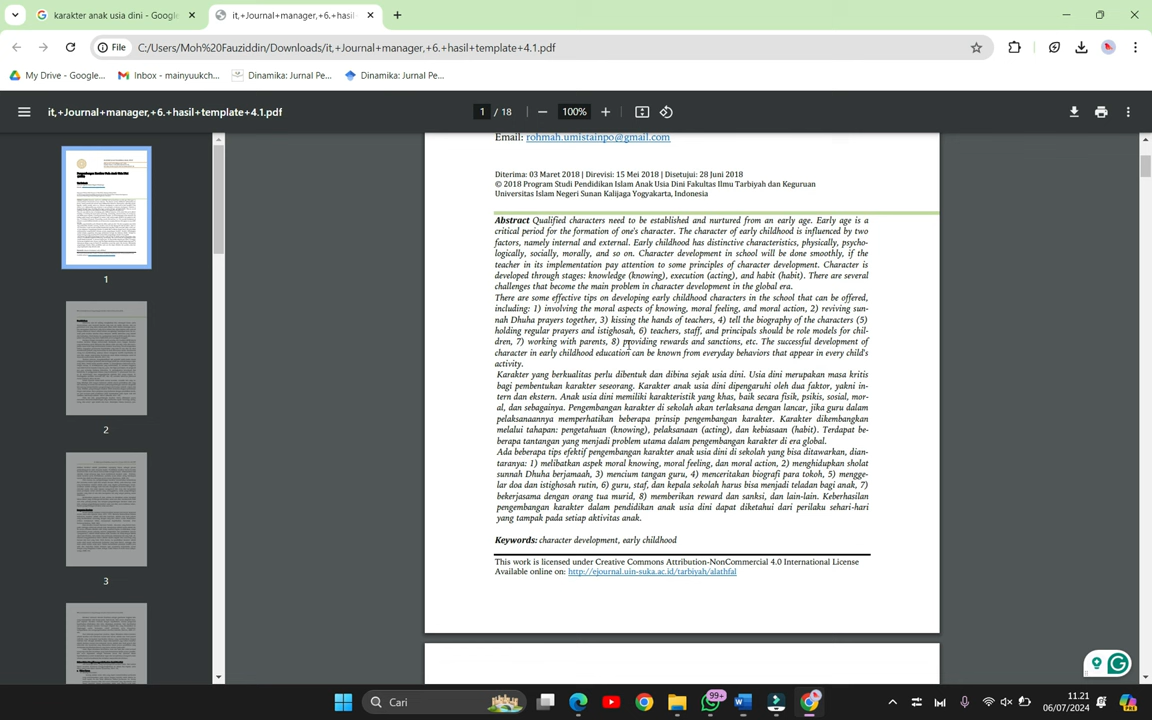 karakter anak usia dini - Google
it,+Journal+manager,+6.+hasil
File
C:/Users/Moh%20Fauziddin/Downloads/it,+Journal+manager,+6.+hasil+template+4.1.pdf
My Drive - Google...
Inbox - mainyuukch...
Dinamika: Jurnal Pe...
Dinamika: Jurnal Pe...
it,+Journal+manager,+6.+hasil+template+4.1.pdf
1 / 18
100%
1
2
3
Email: rohmah.umistainpo@gmail.com
Diterima: 03 Maret 2018 | Direvisi: 15 Mei 2018 | Disetujui: 28 Juni 2018
© 2018 Program Studi Pendidikan Islam Anak Usia Dini Fakultas Ilmu Tarbiyah dan Keguruan
Universitas Islam Negeri Sunan Kalijaga Yogyakarta, Indonesia
Abstract Qualified characters need to be established and nurtured from an early age. Early age is a
critical period for the formation of one's character. The character of early childhood is influenced by two
factors, namely internal and external. Early childhood has distinctive characteristics, physically, psycho-
logically, socially, morally, and so on. Character development in school will be done smoothly, if the
teacher in its implementation pay attention to some principles of character development. Character is
developed through stages: knowledge (knowing), execution (acting), and habit (habit). There are several
challenges that become the main problem in character development in the global era.
There are some effective tips on developing early childhood characters in the school that can be offered,
including: 1) involving the moral aspects of knowing, moral feeling, and moral action, 2) reviving sun-
nah Dhuha prayers together, 3) kissing the hands of teachers, 4) tell the biography of the characters (5)
holding regular prayers and istighosah, 6) teachers, staff, and principals should be role models for chil-
dren, 7) working with parents, 8) providing rewards and sanctions, etc. The successful development of
character in early childhood education can be known from everyday behaviors that appear in every child's
activity.
Karakter yang berkualitas perlu dibentuk dan dibina sejak usia dini. Usia dini merupakan masa kritis
bagi pembentukan karakter seseorang. Karakter anak usia dini dipengaruhi oleh dua faktor, yakni in-
tern dan ekstern. Anak usia dini memiliki karakteristik yang khas, baik secara fisik, psikis, sosial, mor-
al, dan sebagainya. Pengembangan karakter di sekolah akan terlaksana dengan lancar, jika guru dalam
pelaksanaannya memperhatikan beberapa prinsip pengembangan karakter. Karakter dikembangkan
melalui tahapan: pengetahuan (knowing), pelaksanaan (acting), dan kebiasaan (habit). Terdapat be-
berapa tantangan yang menjadi problem utama dalam pengembangan karakter di era global.
Ada beberapa tips efektif pengembangan karakter anak usia dini di sekolah yang bisa ditawarkan, dian-
taranya: 1) melibatkan aspek moral knowing, moral feeling, dan moral action, 2) menghidupkan sholat
sunnah Dhuha berjamaah, 3) mencium tangan guru, 4) menceritakan biografi para tokoh, 5) mengge-
lar doa dan istighosah rutin, 6) guru, staf, dan kepala sekolah harus bisa menjadi teladan bagi anak, 7)
bekerjasama dengan orang tua murid, 8) memberikan reward dan sanksi, dan lain-lain. Keberhasilan
pengembangan karakter dalam pendidikan anak usia dini dapat diketahui dari perilaku sehari-hari
yang tampak pada setiap aktivitas anak.
Keywords: character development, early childhood
This work is licensed under Creative Commons Attribution-NonCommercial 4.0 International License
Available online on: http://ejournal.uin-suka.ac.id/tarbiyah/alathfal
Cari
99+
11.21
06/07/2024